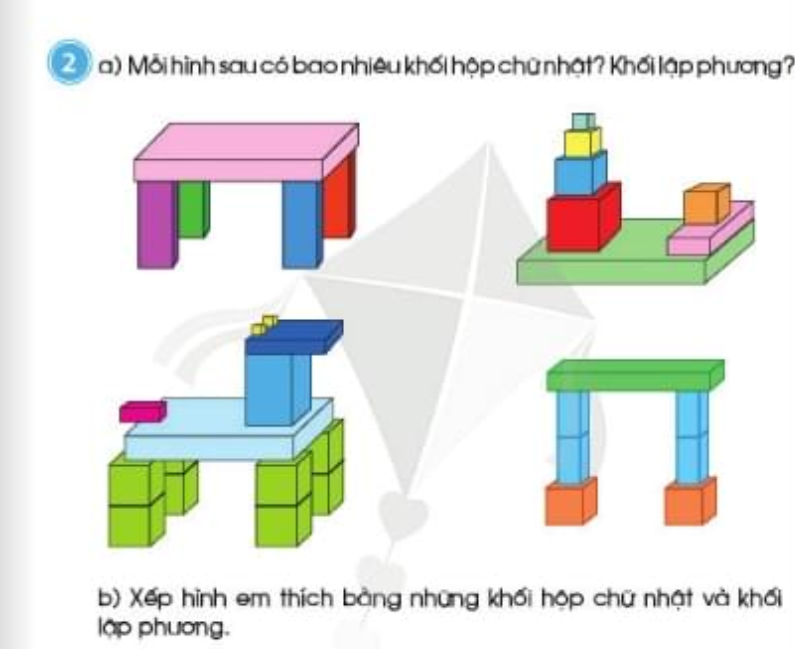 2 a) Mỗi hình sau có bao nhiêu khối hộp chữ nhật? Khối lập phương?
b) Xếp hình em thích bằng những khối hộp chữ nhật và khối
lập phương.